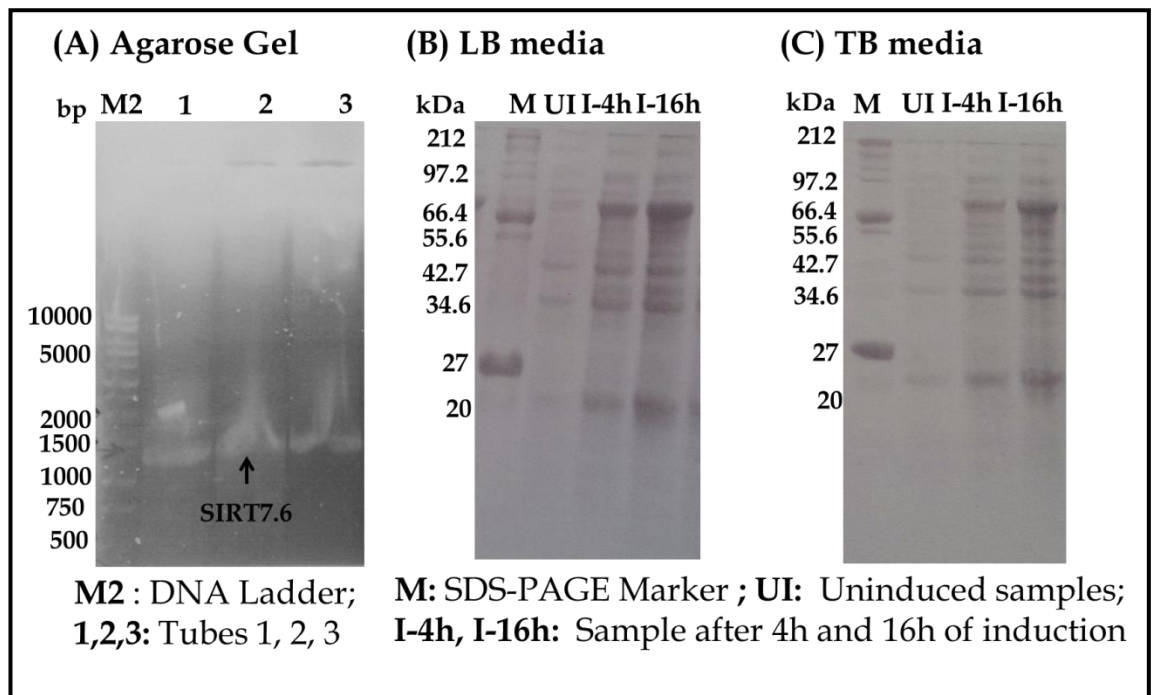 (A) Agarose Gel
bp M2 1 2 3
10000
5000
2000
1500
1000
750
500
SIRT7.6
(B) LB media
kDa M UI I-4h I-16h
212
97.2
66.4
55.6
42.7
34.6
27
20
(C) TB media
kDa M UI I-4h I-16h
212
97.2
66.4
55.6
42.7
34.6
27
20
M2 : DNA Ladder;
1,2,3: Tubes 1, 2, 3
M: SDS-PAGE Marker ; UI: Uninduced samples;
I-4h, I-16h: Sample after 4h and 16h of induction